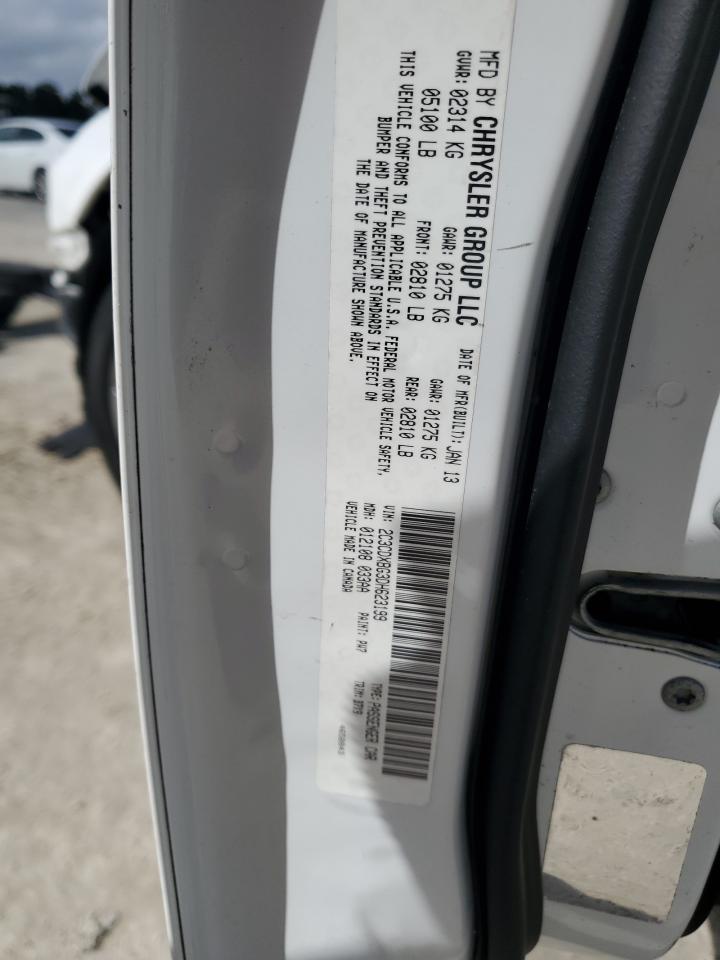 MFD BY CHRYSLER GROUP LLC DATE OF MFR(BUILT): JAN 13
GVWR: 02314 KG GAWR: 01275 KG GAWR: 01275 KG
05100 LB FRONT: 02810 LB REAR: 02810 LB
THIS VEHICLE CONFORMS TO ALL APPLICABLE U.S.A. FEDERAL MOTOR VEHICLE SAFETY,
BUMPER AND THEFT PREVENTION STANDARDS IN EFFECT ON
THE DATE OF MANUFACTURE SHOWN ABOVE.
VIN: 2C3CDXBG3DH623199 TYPE: PASSENGER CAR
MDH: 012108 033AA PAINT: PW7 TRIM:
VEHICLE MADE IN CANADA